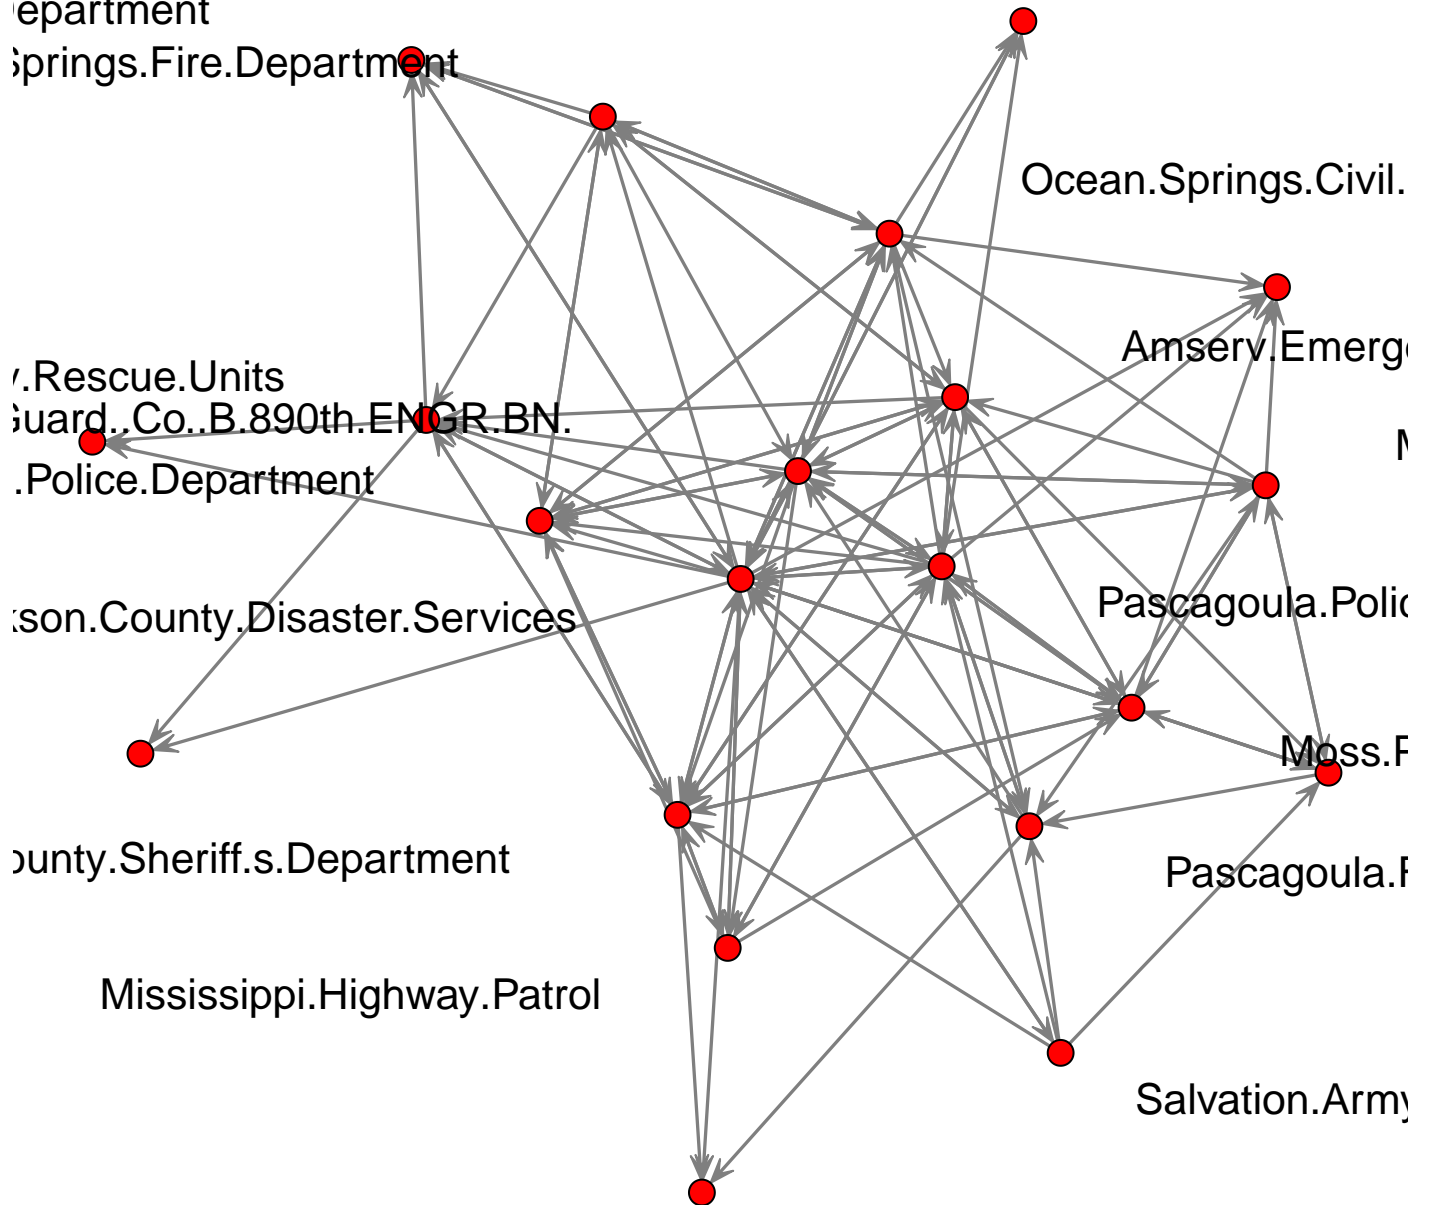 epartment
Springs.Fire.Department
Ocean.Springs.Civil.
Amserv.Emerg
y.Rescue.Units
Guard..Co..B.890th.ENGR.BN.
M
.Police.Department
Pascagoula.Polic
kson.County.Disaster.Services
Moss.P
ounty.Sheriff.s.Department
Pascagoula.F
Mississippi.Highway.Patrol
Salvation.Army